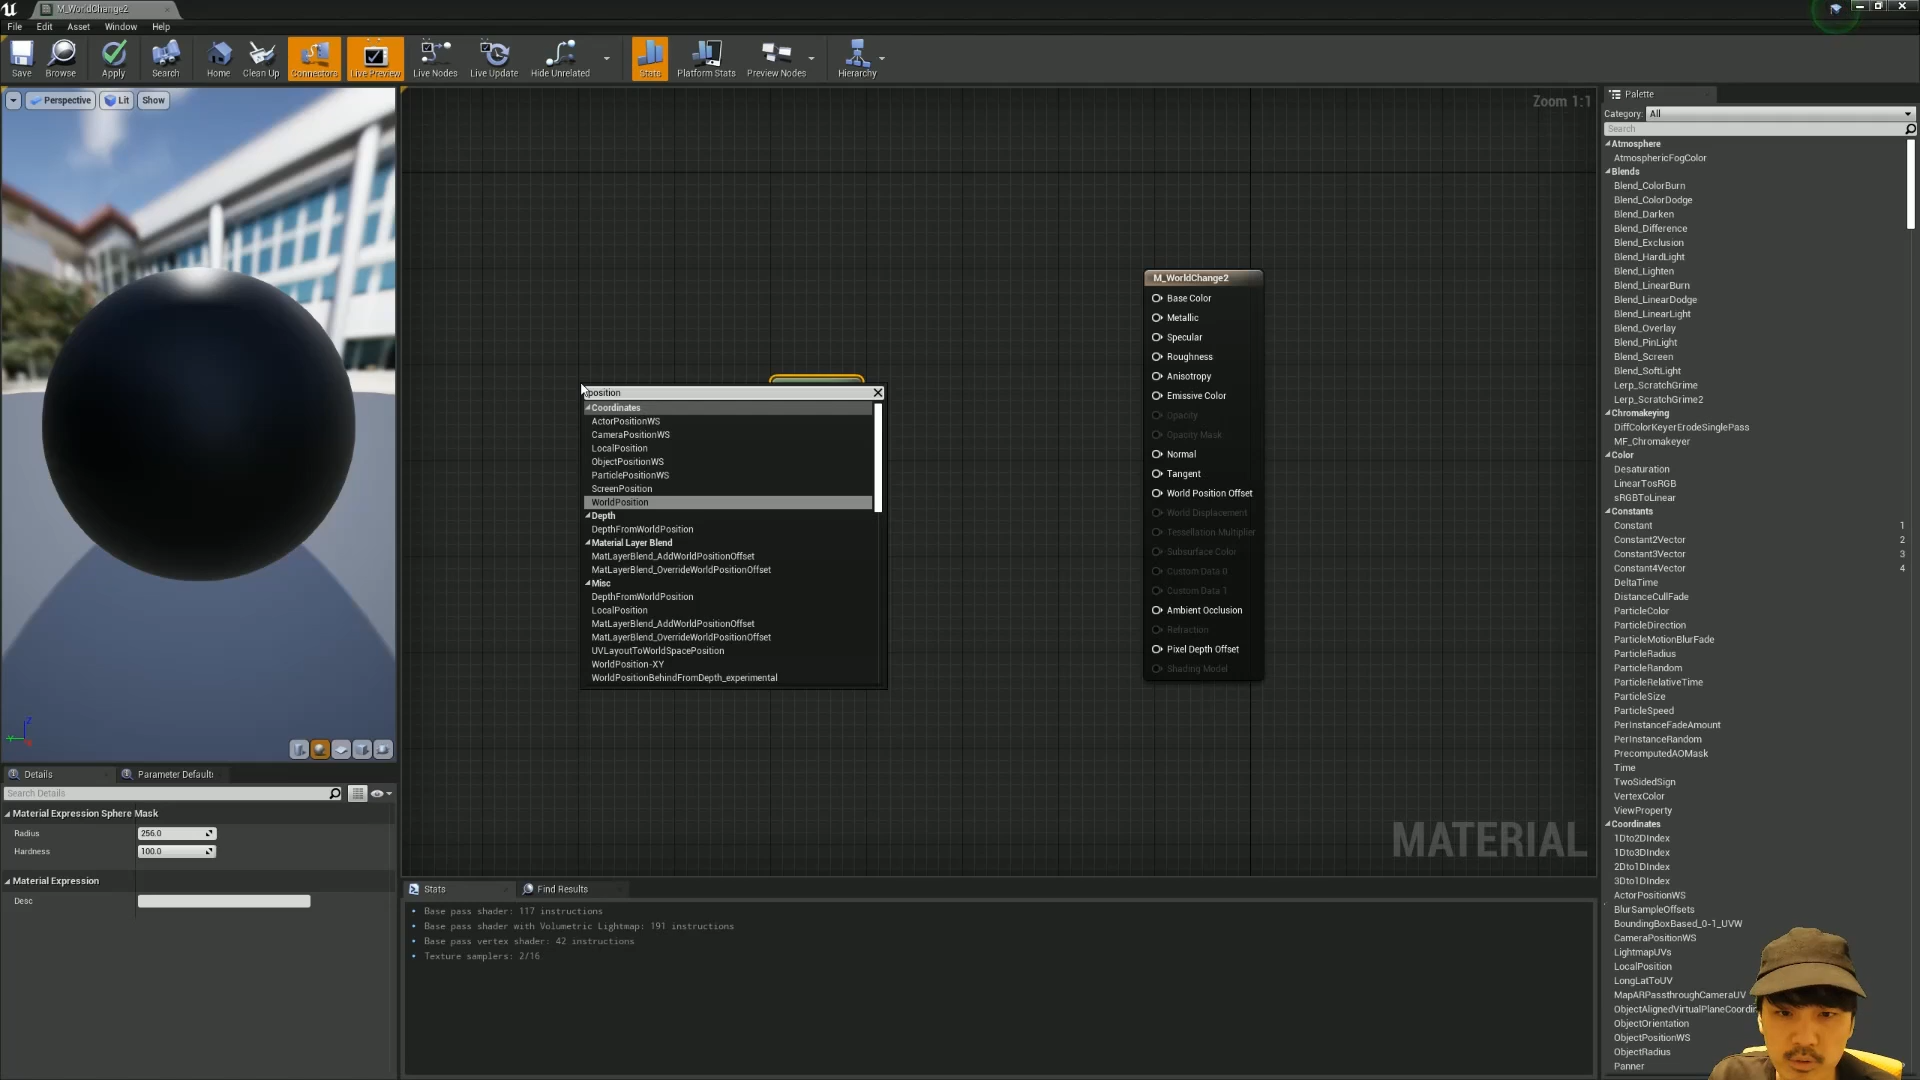 M_WorldChange2
File Edit Asset Window Help
Save Browse Apply Search Home Clean Up Connectors Live Preview Live Nodes Live Update Hide Unrelated Stats Platform Stats Preview Nodes Hierarchy
Perspective Lit Show
Zoom 1:1
position
Coordinates
ActorPositionWS
CameraPositionWS
LocalPosition
ObjectPositionWS
ParticlePositionWS
ScreenPosition
WorldPosition
Depth
DepthFromWorldPosition
Material Layer Blend
MatLayerBlend_AddWorldPositionOffset
MatLayerBlend_OverrideWorldPositionOffset
Misc
DepthFromWorldPosition
LocalPosition
MatLayerBlend_AddWorldPositionOffset
MatLayerBlend_OverrideWorldPositionOffset
UVLayoutToWorldSpacePosition
WorldPosition-XY
WorldPositionBehindFromDepth_experimental
M_WorldChange2
Base Color
Metallic
Specular
Roughness
Anisotropy
Emissive Color
Opacity
Opacity Mask
Normal
Tangent
World Position Offset
World Displacement
Tessellation Multiplier
Subsurface Color
Custom Data 0
Custom Data 1
Ambient Occlusion
Refraction
Pixel Depth Offset
Shading Model
MATERIAL
Palette
Category: All
Search
Atmosphere
AtmosphericFogColor
Blends
Blend_ColorBurn
Blend_ColorDodge
Blend_Darken
Blend_Difference
Blend_Exclusion
Blend_HardLight
Blend_Lighten
Blend_LinearBurn
Blend_LinearDodge
Blend_LinearLight
Blend_Overlay
Blend_PinLight
Blend_Screen
Blend_SoftLight
Lerp_ScratchGrime
Lerp_ScratchGrime2
Chromakeying
DiffColorKeyerErodeSinglePass
MF_Chromakeyer
Color
Desaturation
LinearTosRGB
sRGBToLinear
Constants
Constant 1
Constant2Vector 2
Constant3Vector 3
Constant4Vector 4
DeltaTime
DistanceCullFade
ParticleColor
ParticleDirection
ParticleMotionBlurFade
ParticleRadius
ParticleRandom
ParticleRelativeTime
ParticleSize
ParticleSpeed
PerInstanceFadeAmount
PerInstanceRandom
PrecomputedAOMask
Time
TwoSidedSign
VertexColor
ViewProperty
Coordinates
1Dto2DIndex
1Dto3DIndex
2Dto1DIndex
3Dto1DIndex
ActorPositionWS
BlurSampleOffsets
BoundingBoxBased_0-1_UVW
CameraPositionWS
LightmapUVs
LocalPosition
LongLatToUV
MapARPassthroughCameraUV
ObjectAlignedVirtualPlaneCoordin
ObjectOrientation
ObjectPositionWS
ObjectRadius
Panner
Details Parameter Default
Search Details
Material Expression Sphere Mask
Radius 256.0
Hardness 100.0
Material Expression
Desc
Stats Find Results
Base pass shader: 117 instructions
Base pass shader with Volumetric Lightmap: 191 instructions
Base pass vertex shader: 42 instructions
Texture samplers: 2/16